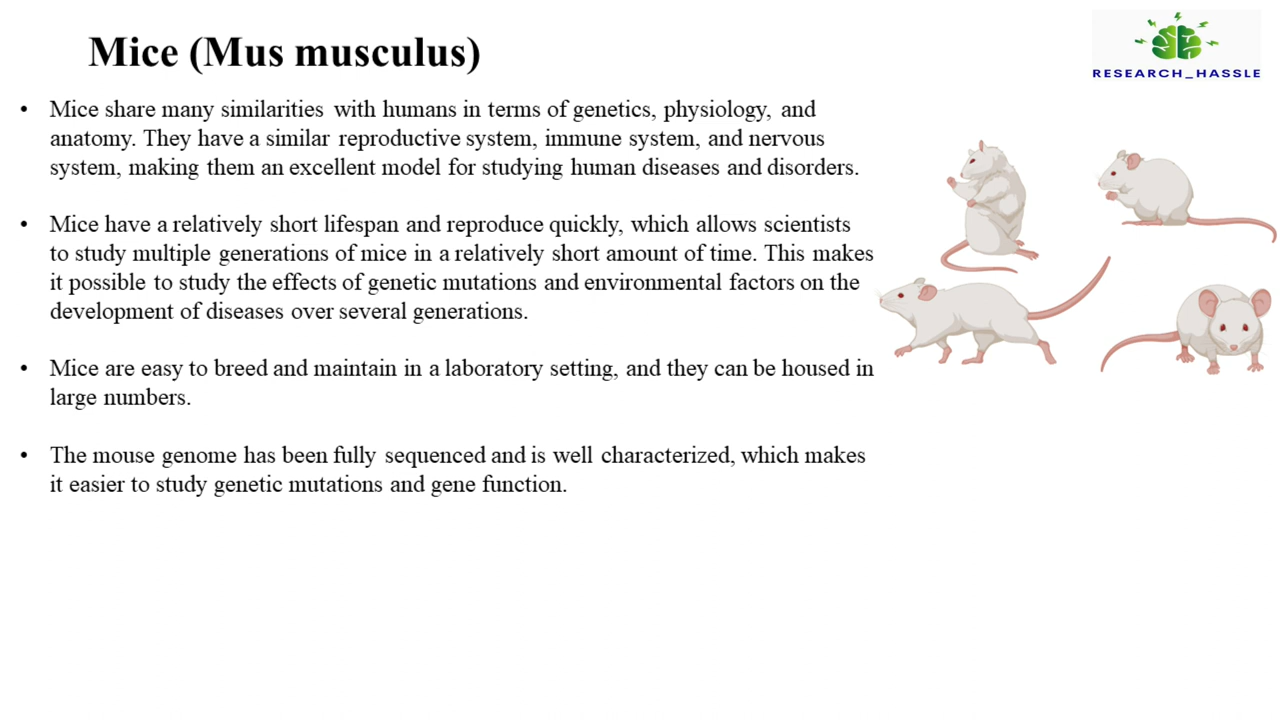 Mice (Mus musculus)
RESEARCH_HASSLE
• Mice share many similarities with humans in terms of genetics, physiology, and
anatomy. They have a similar reproductive system, immune system, and nervous
system, making them an excellent model for studying human diseases and disorders.
• Mice have a relatively short lifespan and reproduce quickly, which allows scientists
to study multiple generations of mice in a relatively short amount of time. This makes
it possible to study the effects of genetic mutations and environmental factors on the
development of diseases over several generations.
• Mice are easy to breed and maintain in a laboratory setting, and they can be housed in
large numbers.
• The mouse genome has been fully sequenced and is well characterized, which makes
it easier to study genetic mutations and gene function.